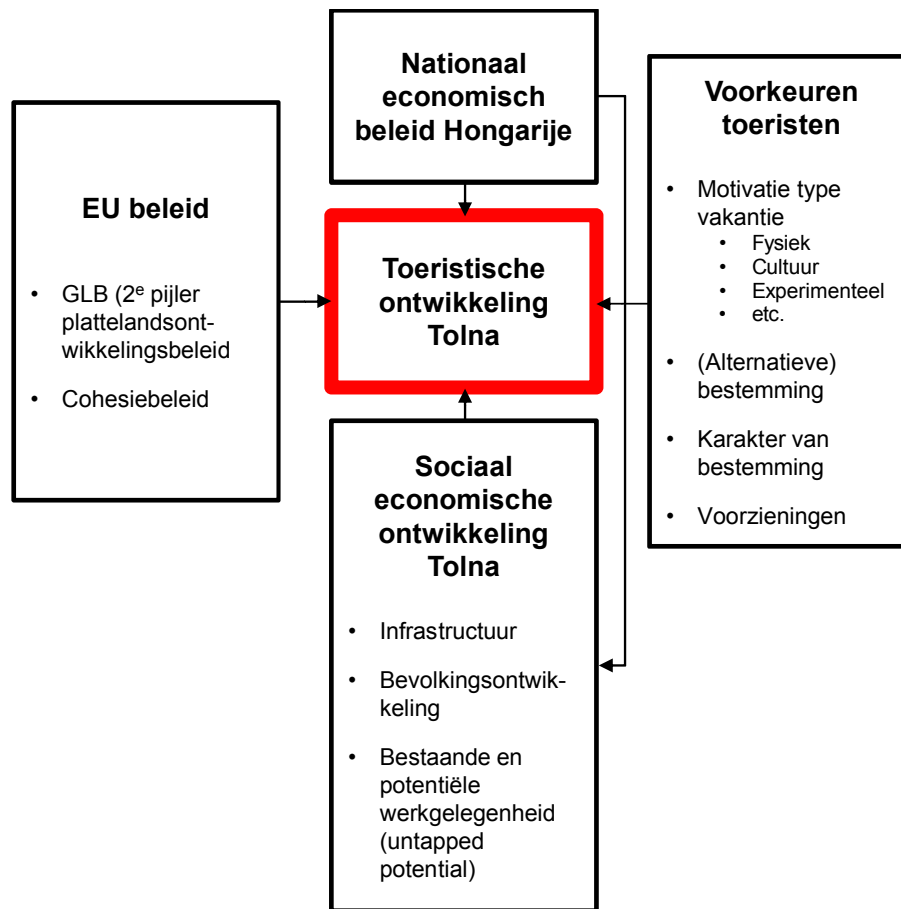 Nationaal
economisch
beleid Hongarije
EU beleid
• GLB (2e pijler
plattelandsont-
wikkelingsbeleid
• Cohesiebeleid
Toeristische
ontwikkeling
Tolna
Voorkeuren
toeristen
• Motivatie type
vakantie
• Fysiek
• Cultuur
• Experimenteel
• etc.
• (Alternatieve)
bestemming
• Karakter van
bestemming
• Voorzieningen
Sociaal
economische
ontwikkeling
Tolna
• Infrastructuur
• Bevolkingsontwik-
keling
• Bestaande en
potentiële
werkgelegenheid
(untapped
potential)